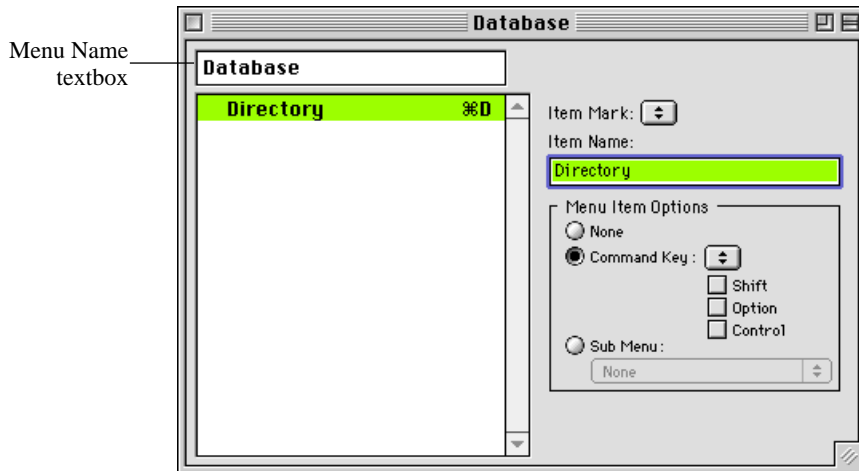 Database
Menu Name
textbox
Database
Directory ⌘D
Item Mark:
Item Name:
Directory
Menu Item Options
None
Command Key :
Shift
Option
Control
Sub Menu :
None